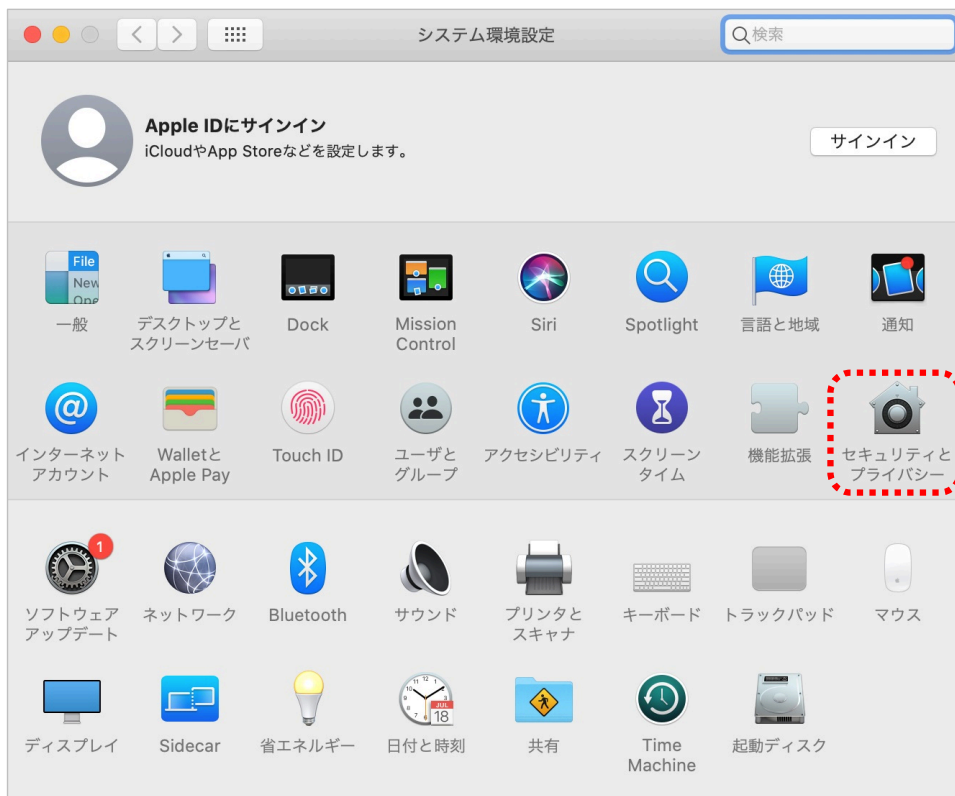 システム環境設定
検索
Apple IDにサインイン
iCloudやApp Storeなどを設定します。
サインイン
File
New
Ope
一般
デスクトップと
スクリーンセーバ
Dock
Mission
Control
Siri
Spotlight
言語と地域
通知
インターネット
アカウント
Walletと
Apple Pay
Touch ID
ユーザと
グループ
アクセシビリティ
スクリーン
タイム
機能拡張
セキュリティと
プライバシー
1
ソフトウェア
アップデート
ネットワーク
Bluetooth
サウンド
プリンタと
スキャナ
キーボード
トラックパッド
マウス
ディスプレイ
Sidecar
省エネルギー
JUL
18
日付と時刻
共有
Time
Machine
起動ディスク